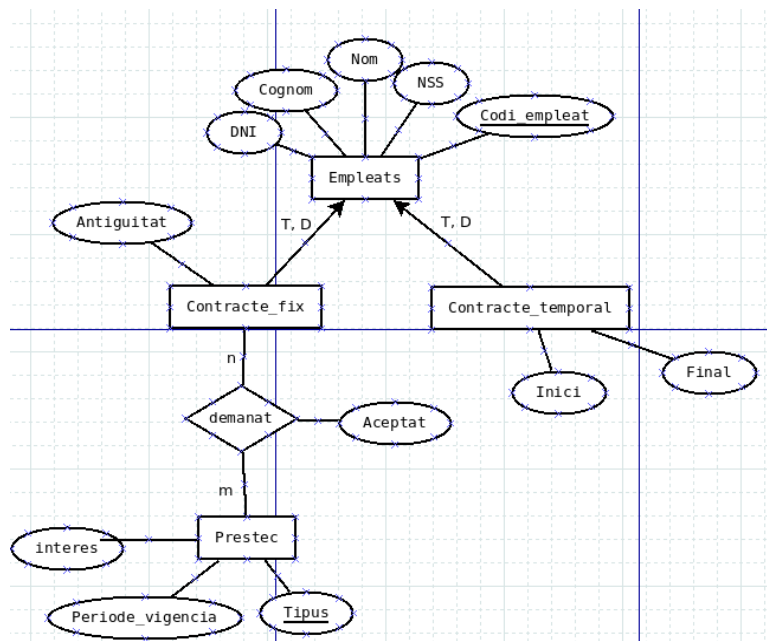 Nom
NSS
Cognom
Codi_empleat
DNI
Empleats
Antiguitat
T, D
T, D
Contracte_fix
Contracte_temporal
n
Final
Inici
demanat
Aceptat
m
Prestec
interes
Periode_vigencia
Tipus